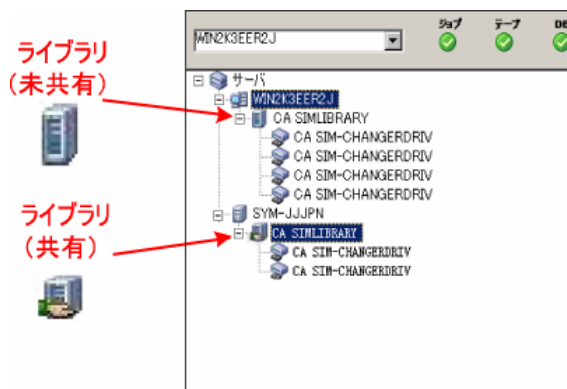 ライブラリ
(未共有)
ライブラリ
(共有)
WIN2K3EER2J
ジョブ
テープ
サーバ
WIN2K3EER2J
CA SIMLIBRARY
CA SIM-CHANGERDRIV
CA SIM-CHANGERDRIV
CA SIM-CHANGERDRIV
CA SIM-CHANGERDRIV
SYM-JJJPN
CA SIMLIBRARY
CA SIM-CHANGERDRIV
CA SIM-CHANGERDRIV